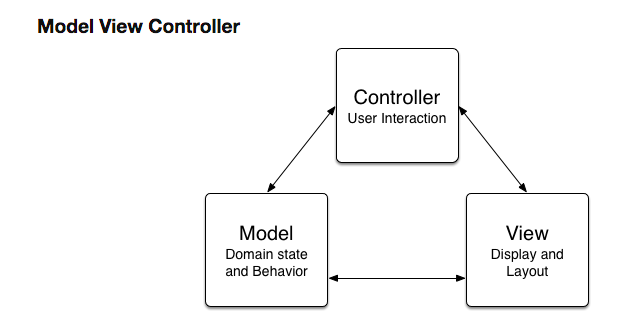 Model View Controller
Controller
User Interaction
Model
Domain state
and Behavior
View
Display and
Layout